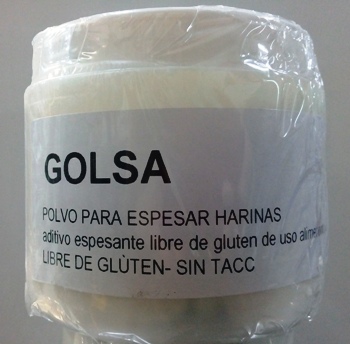 GOLSA
POLVO PARA ESPESAR HARINAS
aditivo espesante libre de gluten de uso
LIBRE DE GLÙTEN- SIN TACC